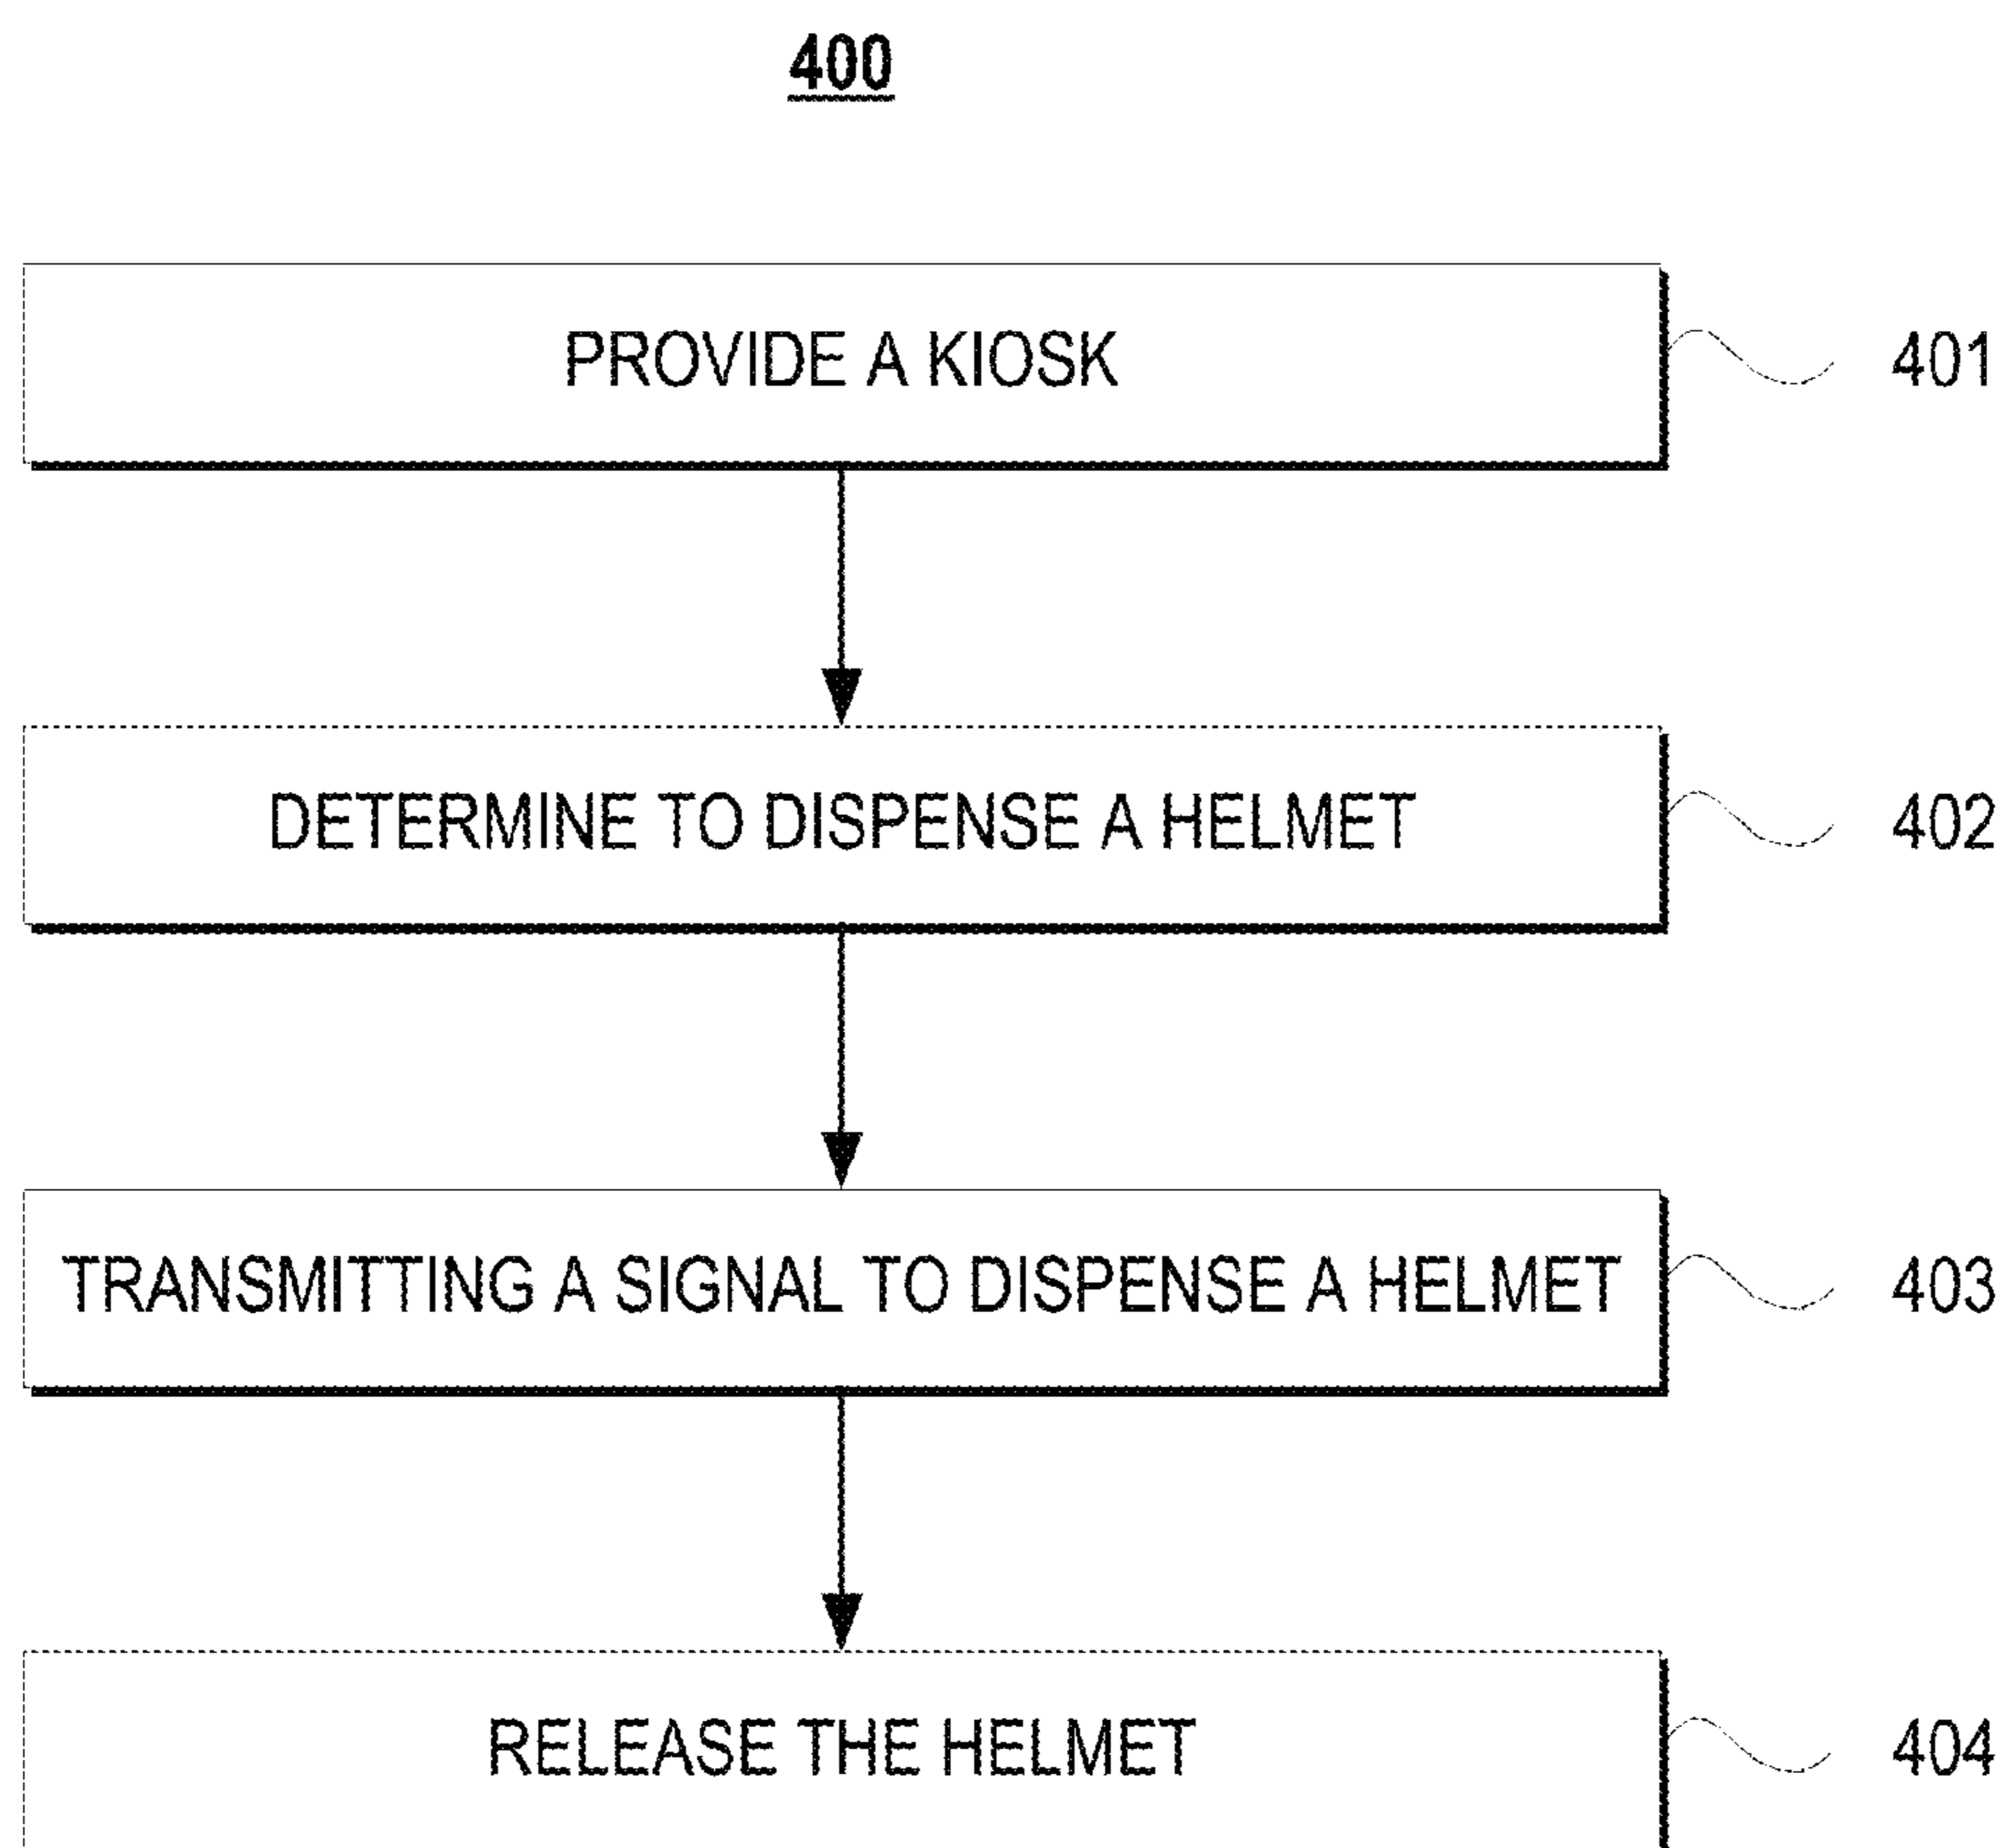 400
PROVIDE A KIOSK
401
DETERMINE TO DISPENSE A HELMET
402
TRANSMITTING A SIGNAL TO DISPENSE A HELMET
403
RELEASE THE HELMET
404